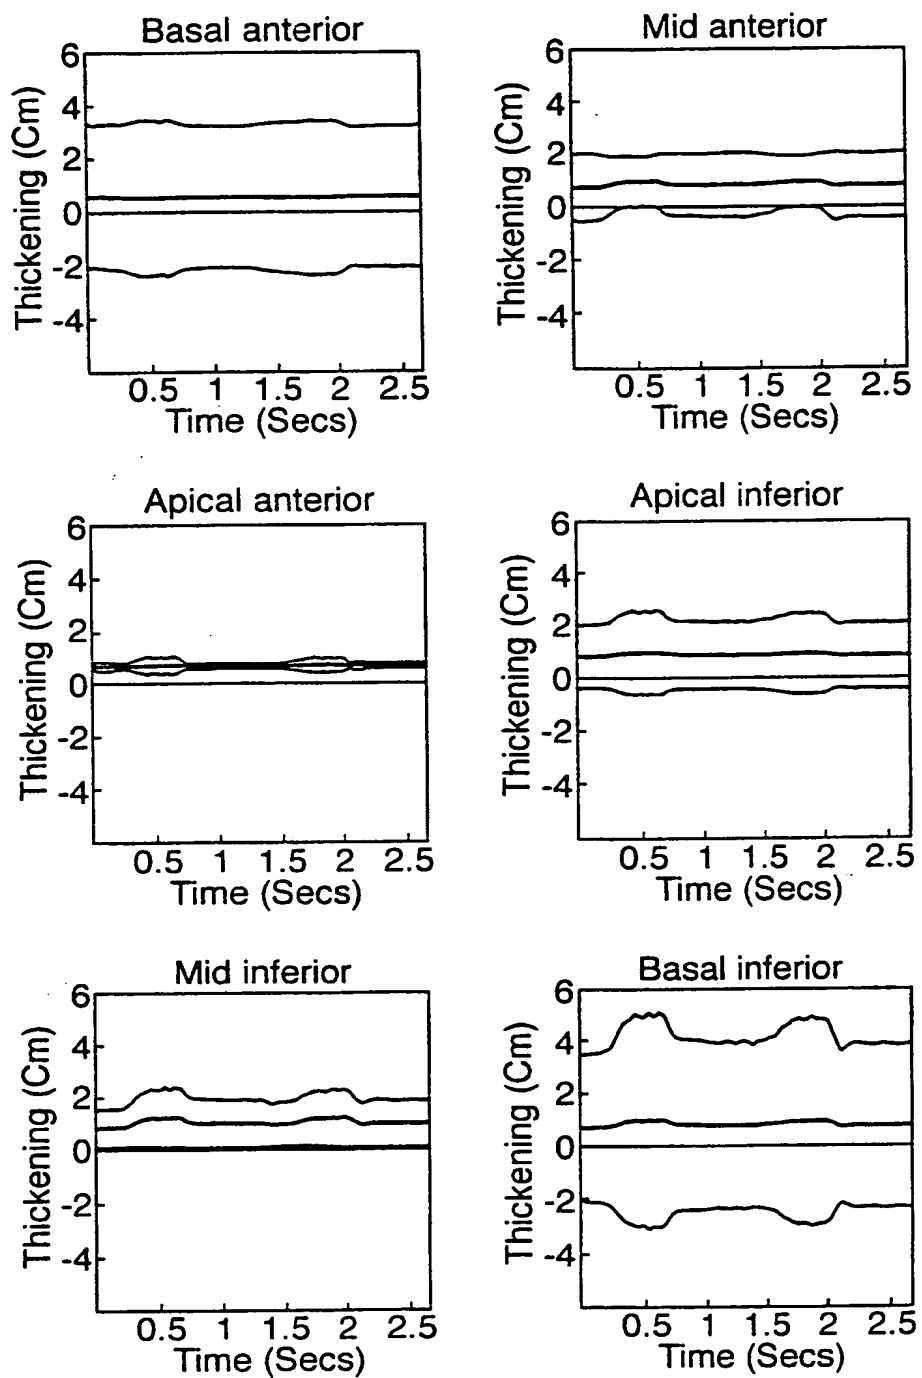 Basal anterior
6
4
2
0
-2
-4
Thickening (Cm)
0.5 1 1.5 2 2.5
Time (Secs)
Mid anterior
6
4
2
0
-2
-4
Thickening (Cm)
0.5 1 1.5 2 2.5
Time (Secs)
Apical anterior
6
4
2
0
-2
-4
Thickening (Cm)
0.5 1 1.5 2 2.5
Time (Secs)
Apical inferior
6
4
2
0
-2
-4
Thickening (Cm)
0.5 1 1.5 2 2.5
Time (Secs)
Mid inferior
6
4
2
0
-2
-4
Thickening (Cm)
0.5 1 1.5 2 2.5
Time (Secs)
Basal inferior
6
4
2
0
-2
-4
Thickening (Cm)
0.5 1 1.5 2 2.5
Time (Secs)